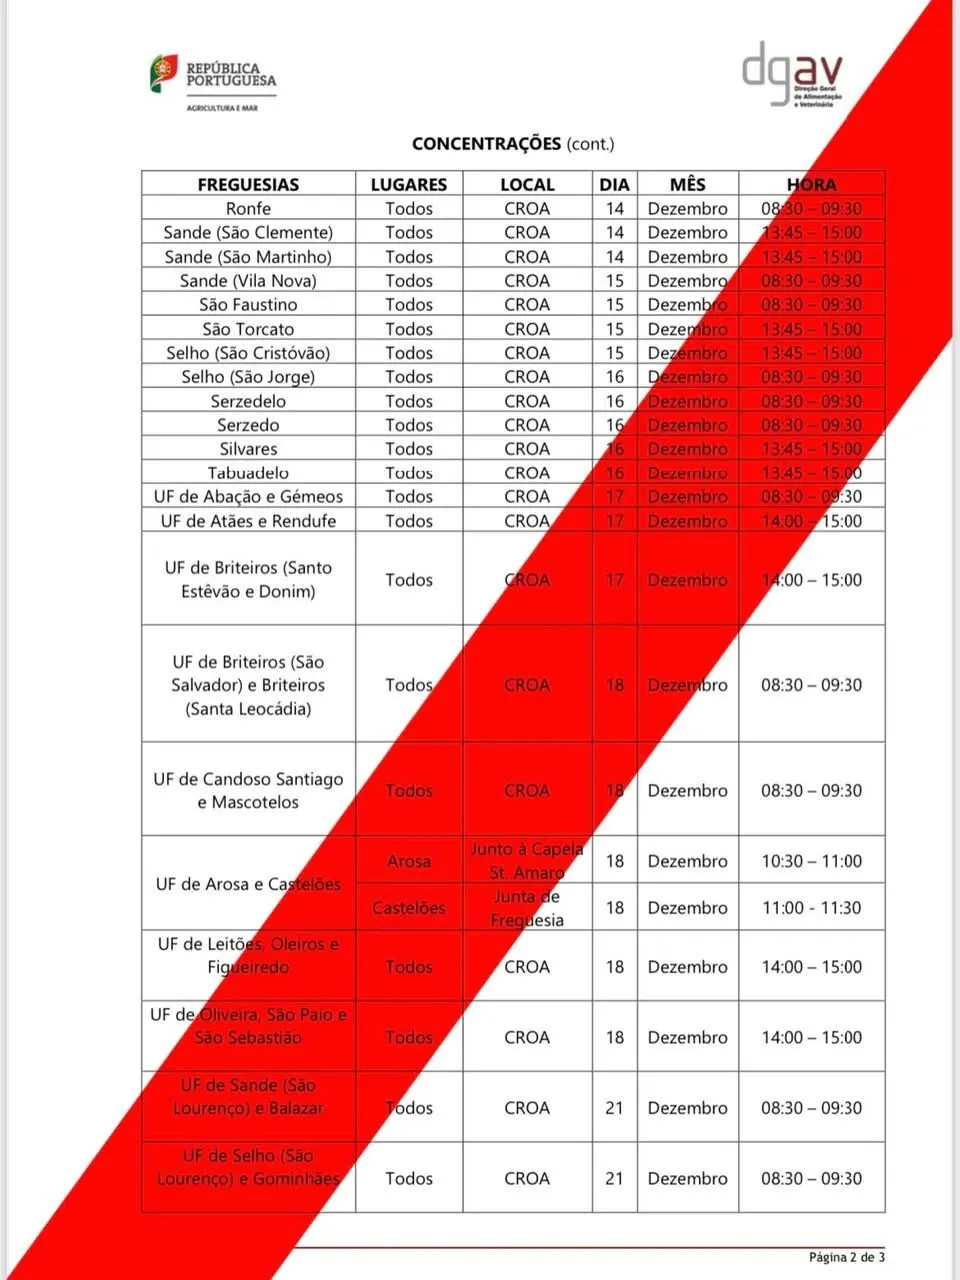 REPÚBLICA
PORTUGUESA
AGRICULTURA E MAR
dgav
Direção Geral
de Alimentação
e Veterinária
CONCENTRAÇÕES (cont.)
FREGUESIAS LUGARES LOCAL DIA MÊS HORA
Ronfe Todos CROA 14 Dezembro 08:30 – 09:30
Sande (São Clemente) Todos CROA 14 Dezembro 13:45 – 15:00
Sande (São Martinho) Todos CROA 14 Dezembro 13:45 – 15:00
Sande (Vila Nova) Todos CROA 15 Dezembro 08:30 – 09:30
São Faustino Todos CROA 15 Dezembro 08:30 – 09:30
São Torcato Todos CROA 15 Dezembro 13:45 – 15:00
Selho (São Cristóvão) Todos CROA 15 Dezembro 13:45 – 15:00
Selho (São Jorge) Todos CROA 16 Dezembro 08:30 – 09:30
Serzedelo Todos CROA 16 Dezembro 08:30 – 09:30
Serzedo Todos CROA 16 Dezembro 08:30 – 09:30
Silvares Todos CROA 16 Dezembro 13:45 – 15:00
Tabuadelo Todos CROA 16 Dezembro 13:45 – 15:00
UF de Abação e Gémeos Todos CROA 17 Dezembro 08:30 – 09:30
UF de Atães e Rendufe Todos CROA 17 Dezembro 14:00 – 15:00
UF de Briteiros (Santo
Estêvão e Donim) Todos CROA 17 Dezembro 14:00 – 15:00
UF de Briteiros (São
Salvador) e Briteiros Todos CROA 18 Dezembro 08:30 – 09:30
(Santa Leocádia)
UF de Candoso Santiago
e Mascotelos Todos CROA 18 Dezembro 08:30 – 09:30
UF de Arosa e Castelões
Arosa Junto à Capela
St. Amaro 18 Dezembro 10:30 – 11:00
Castelões Junta de
Freguesia 18 Dezembro 11:00 - 11:30
UF de Leitões, Oleiros e
Figueiredo Todos CROA 18 Dezembro 14:00 – 15:00
UF de Oliveira, São Paio e
São Sebastião Todos CROA 18 Dezembro 14:00 – 15:00
UF de Sande (São
Lourenço) e Balazar Todos CROA 21 Dezembro 08:30 – 09:30
UF de Selho (São
Lourenço) e Gominhães Todos CROA 21 Dezembro 08:30 – 09:30
Página 2 de 3